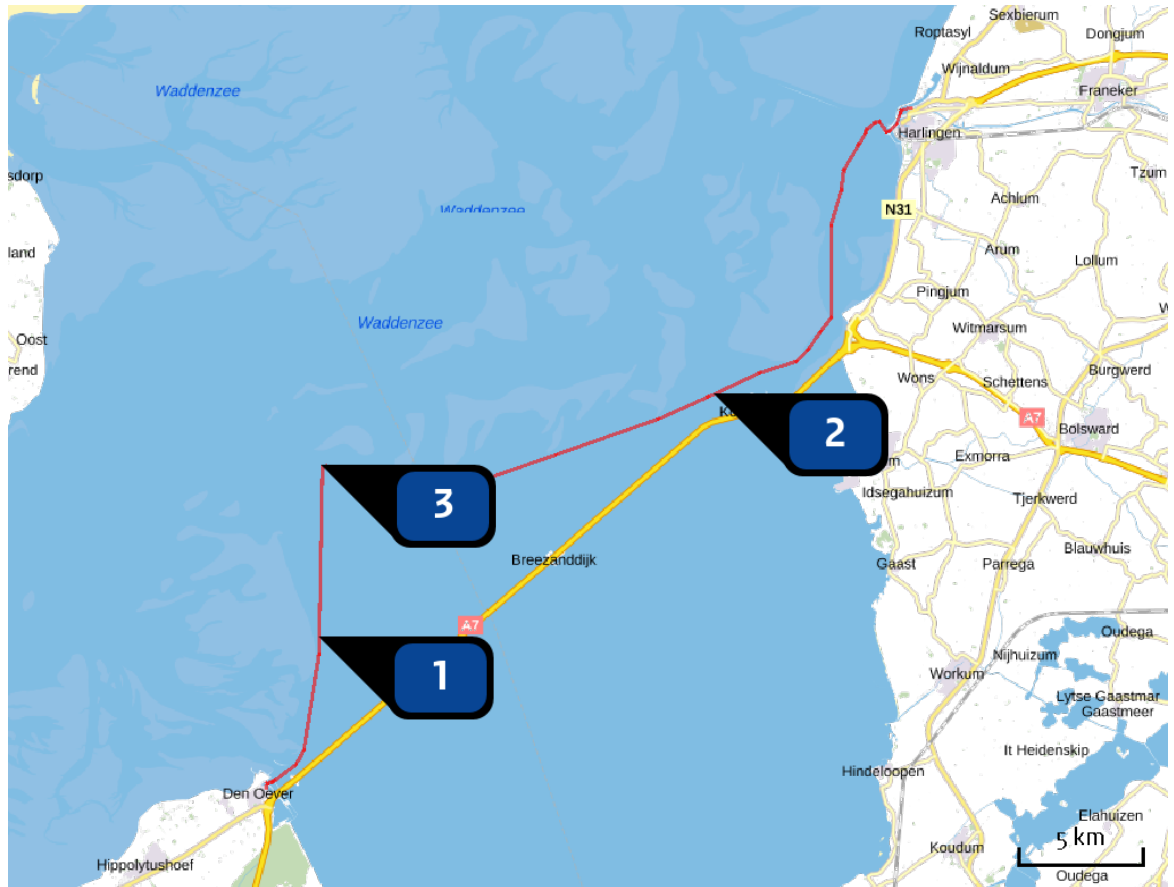 Sexbierum
Roptasyl
Dongjum
Wijnaldum
Waddenzee
Franeker
Harlingen
Tzum
sdorp
Achlum
Waddenzee
N31
land
Arum
Lollum
Pingjum
Waddenzee
Witmarsum
Oost
rend
Burgwerd
Wons
Schettens
A7
Bolsward
2
Exmorra
Idsegahuizum
Tjerkwerd
3
Breezanddijk
Blauwhuis
Gaast
Parrega
A7
Oudega
Nijhuizum
1
Workum
Lytse Gaastmar
Gaastmeer
It Heidenskip
Hindeloopen
Den Oever
Elahuizen
5 km
Koudum
Hippolytushoef
Oudega